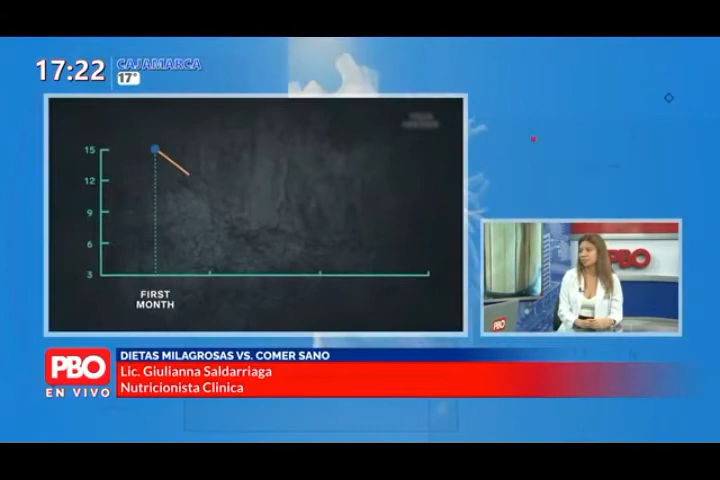 17:22
CAJAMARCA
17°
15
12
9
6
3
FIRST
MONTH
PBO
PBO
PBO
EN VIVO
DIETAS MILAGROSAS VS. COMER SANO
Lic. Giulianna Saldarriaga
Nutricionista Clinica